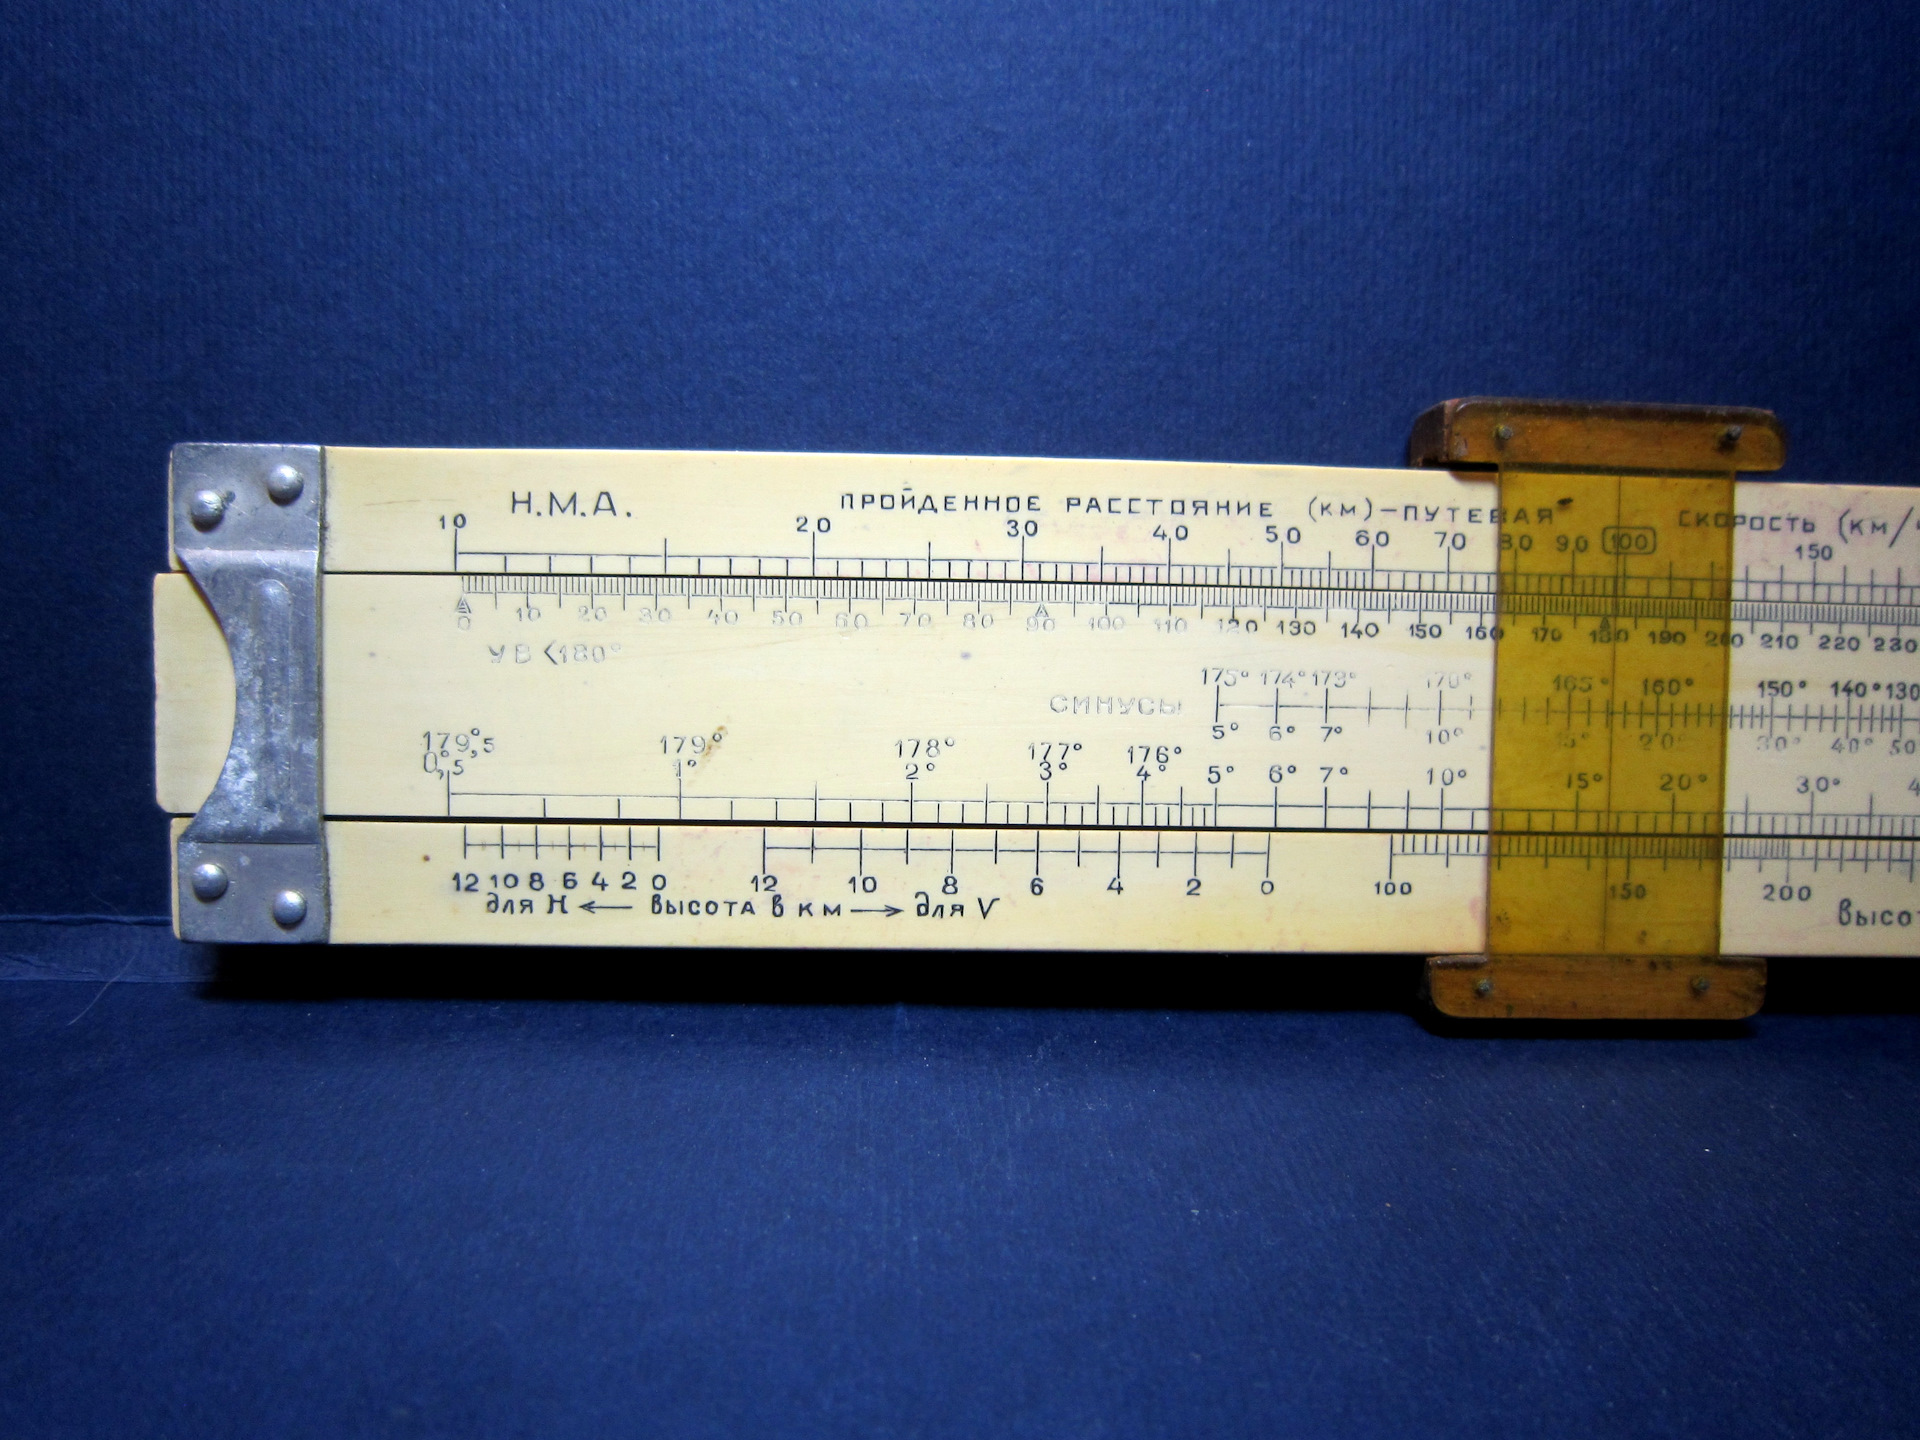 Н.М.А. ПРОЙДЕННОЕ РАССТОЯНИЕ (КМ)–ПУТЕВАЯ СКОРОСТЬ (КМ/
10 20 30 40 50 60 70 80 90 100 150
0 10 20 30 40 50 60 70 80 90 100 110 120 130 140 150 160 170 180 190 200 210 220 230
УВ <180°
175° 174° 173° 170° 165° 160° 150° 140° 130
СИНУСЫ
5° 6° 7° 10° 15° 20° 30° 40° 50
179°,5 179° 178° 177° 176°
0°,5 1° 2° 3° 4° 5° 6° 7° 10° 15° 20° 30° 4
12 10 8 6 4 2 0 12 10 8 6 4 2 0 100 150 200
для Н ← высота в км → для V высот